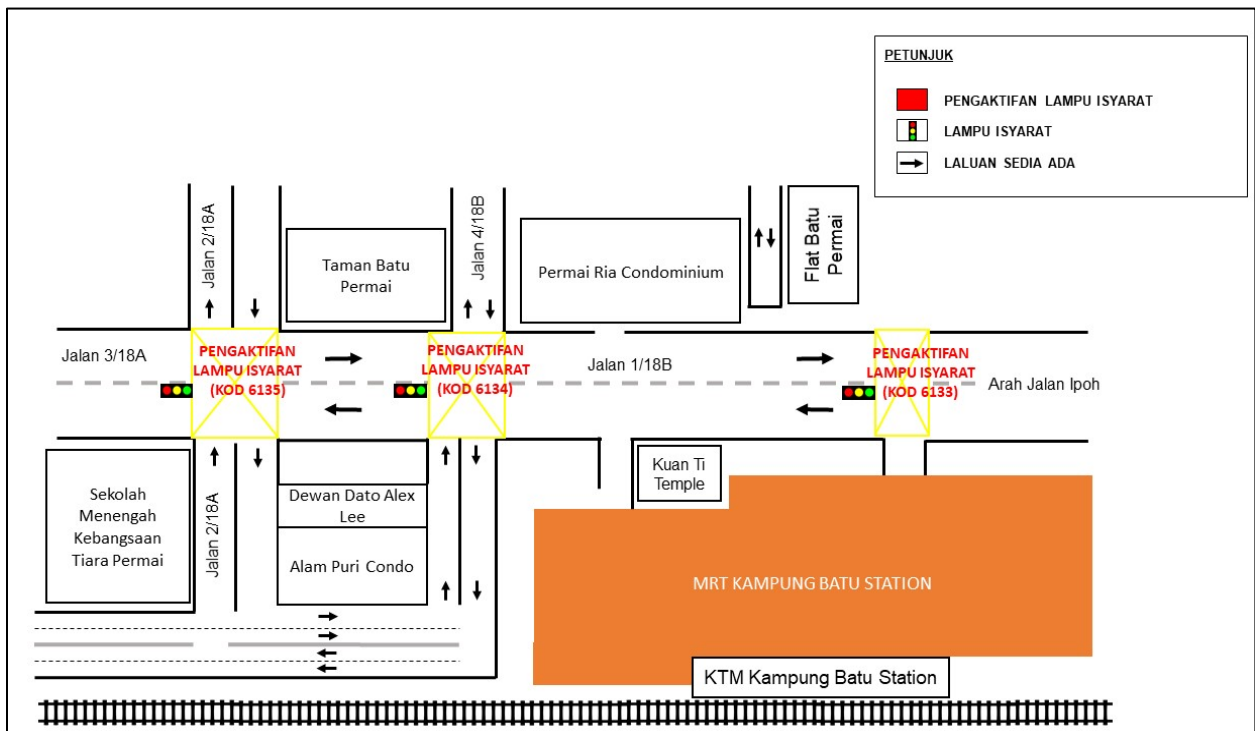 PETUNJUK
PENGAKTIFAN LAMPU ISYARAT
LAMPU ISYARAT
LALUAN SEDIA ADA
Jalan 2/18A
Taman Batu
Permai
Jalan 4/18B
Permai Ria Condominium
Flat Batu
Permai
Jalan 3/18A
PENGAKTIFAN
LAMPU ISYARAT
(KOD 6135)
PENGAKTIFAN
LAMPU ISYARAT
(KOD 6134)
Jalan 1/18B
PENGAKTIFAN
LAMPU ISYARAT
(KOD 6133)
Arah Jalan Ipoh
Sekolah
Menengah
Kebangsaan
Tiara Permai
Jalan 2/18A
Dewan Dato Alex
Lee
Alam Puri Condo
Kuan Ti
Temple
MRT KAMPUNG BATU STATION
KTM Kampung Batu Station